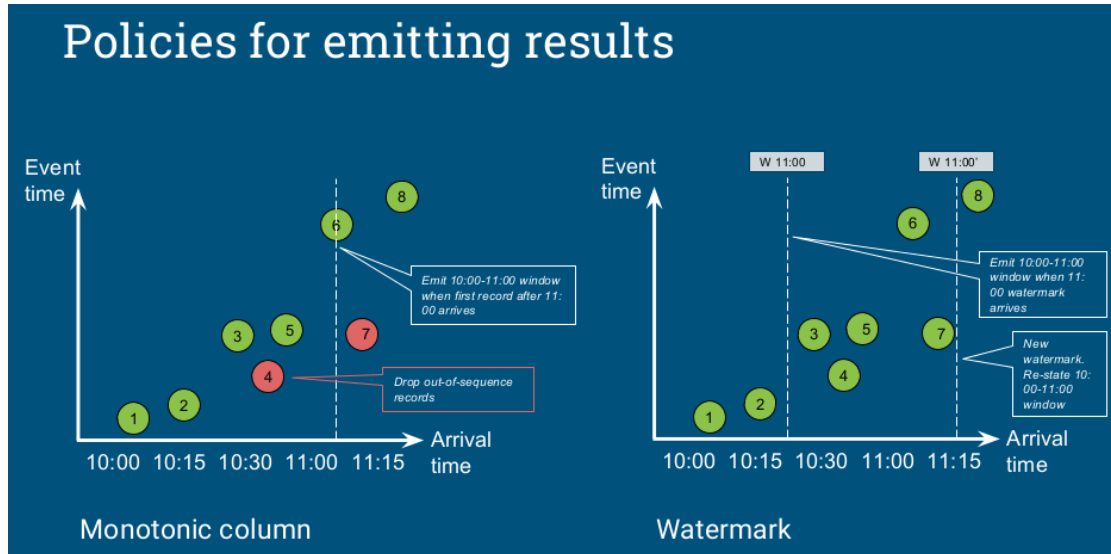 Policies for emitting results
Event
time
8
6
Emit 10:00-11:00 window
when first record after 11:
00 arrives
3
5
7
4
Drop out-of-sequence
records
1
2
Arrival
time
10:00 10:15 10:30 11:00 11:15
Monotonic column
W 11:00
W 11:00'
Event
time
8
6
Emit 10:00-11:00
window when 11:
00 watermark
arrives
3
5
7
4
New
watermark.
Re-state 10:
00-11:00
window
1
2
Arrival
time
10:00 10:15 10:30 11:00 11:15
Watermark